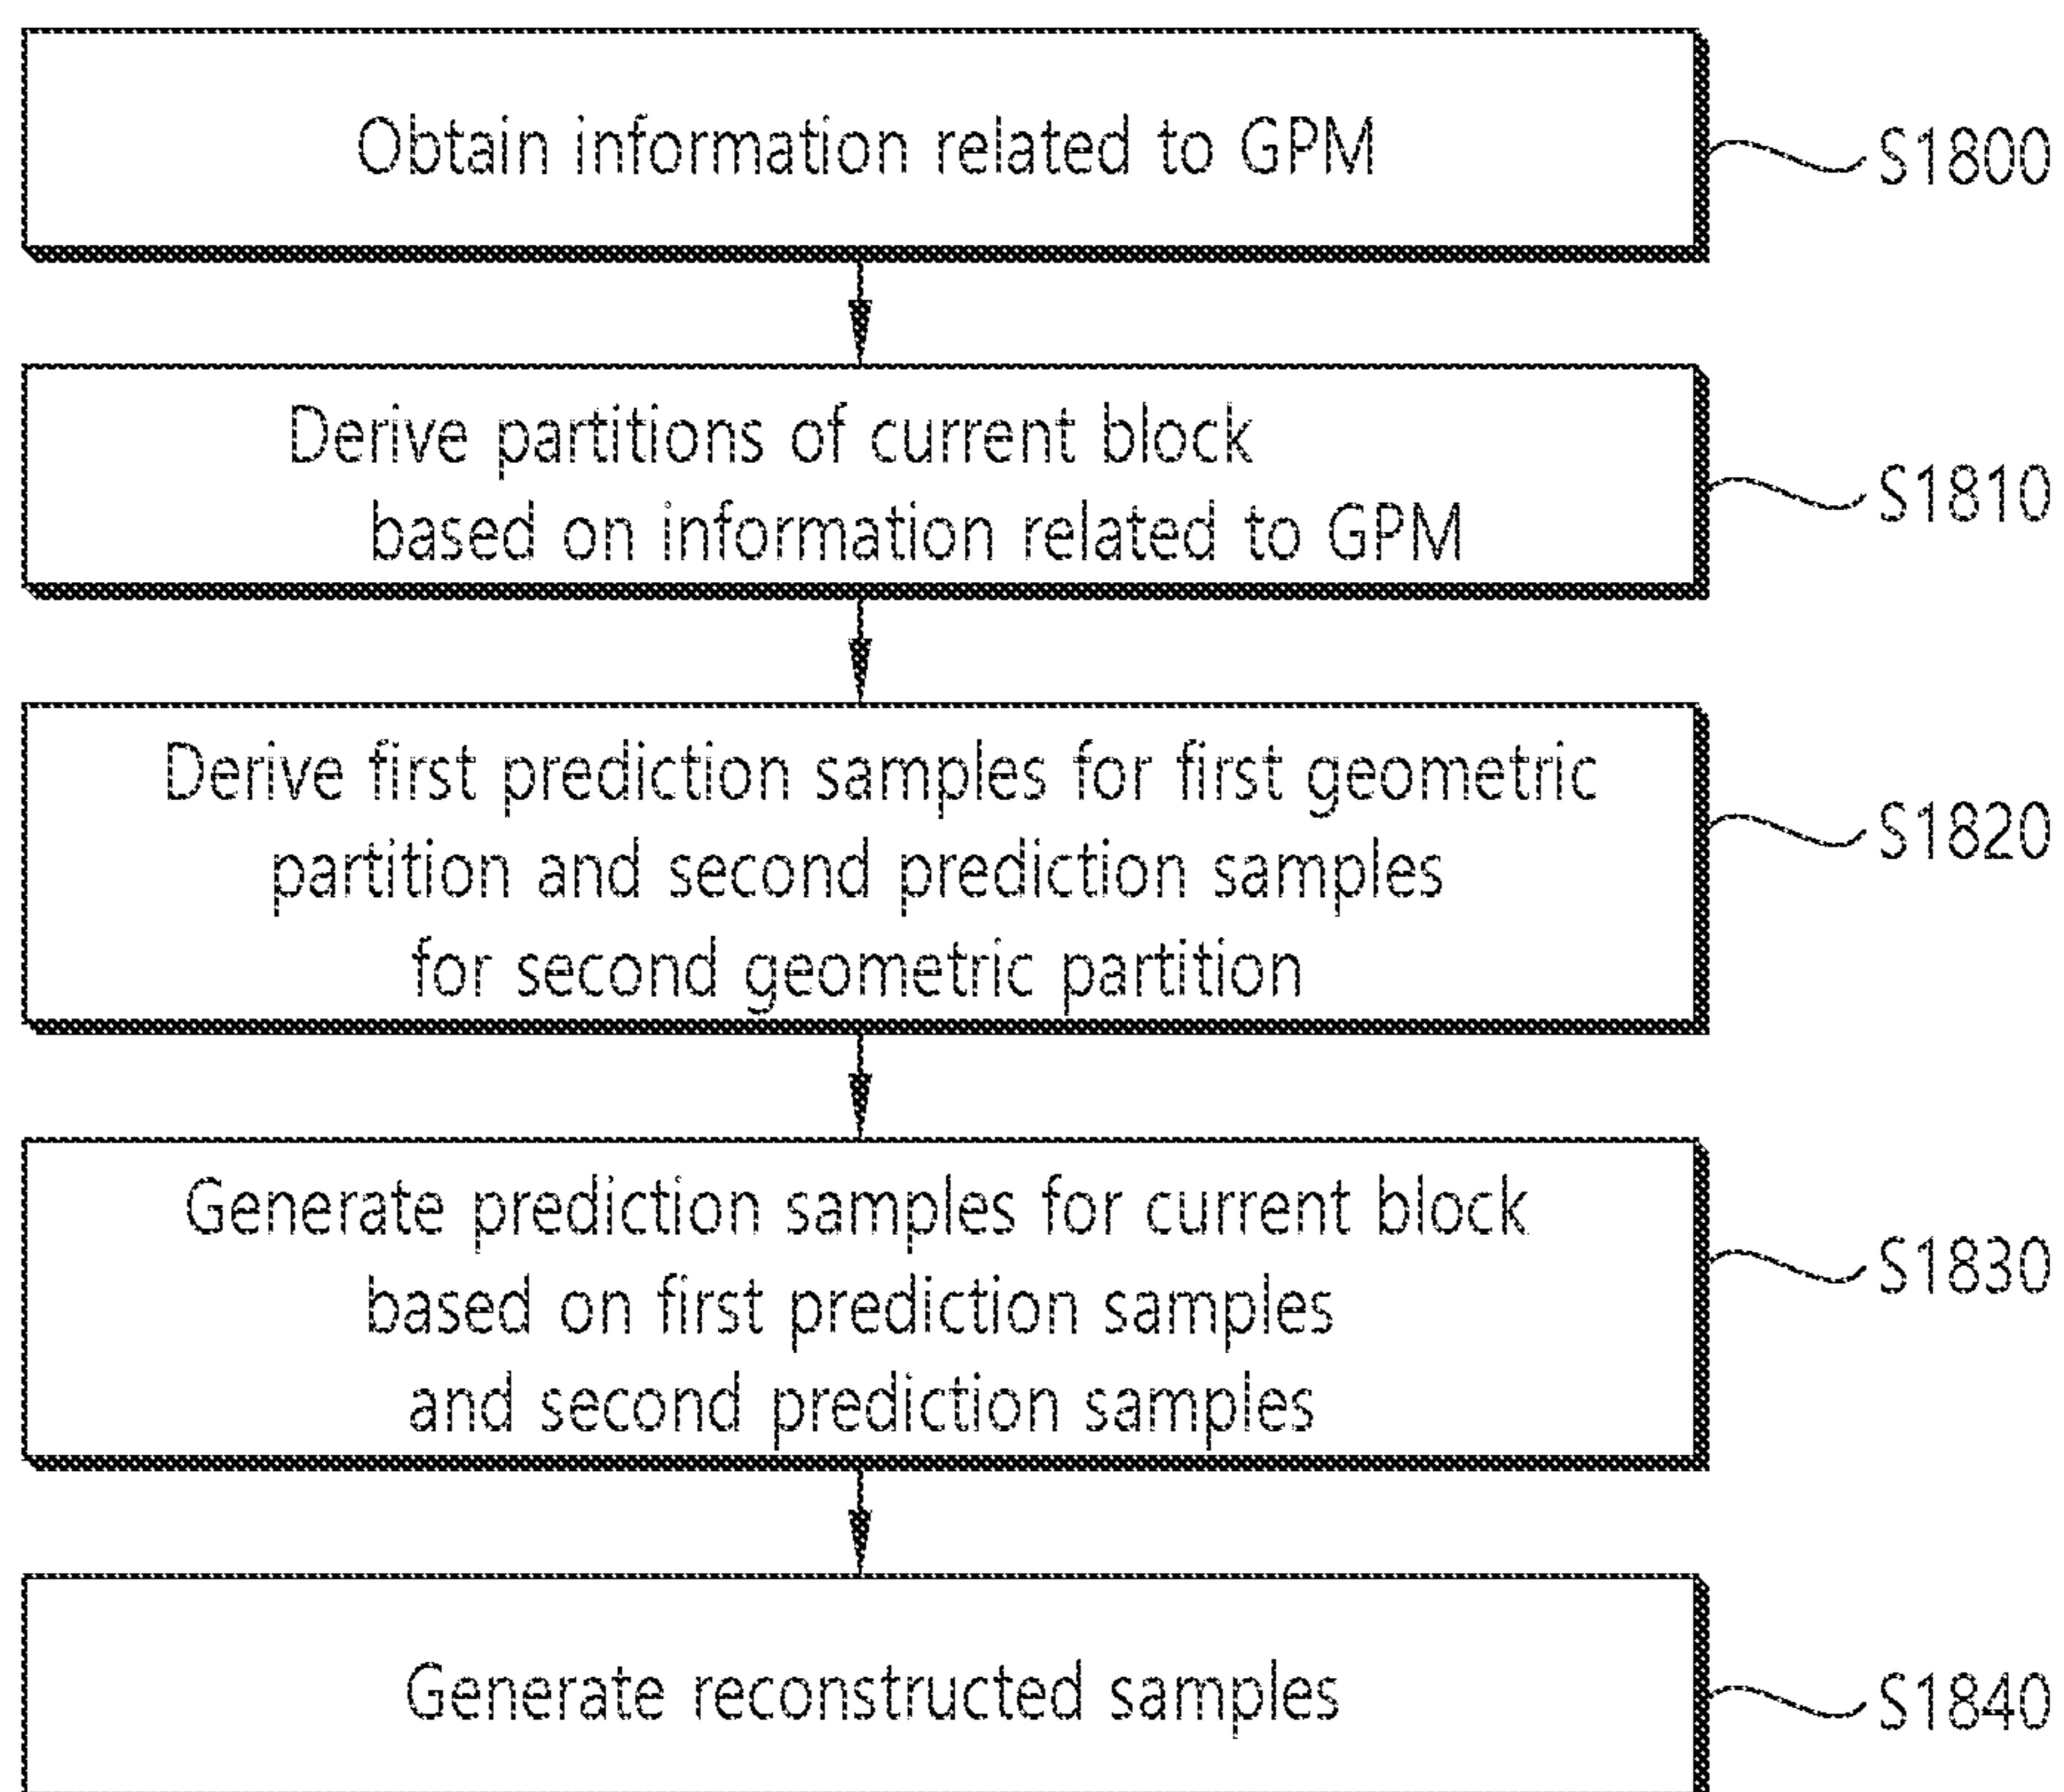 Obtain information related to GPM
S1800
Derive partitions of current block
based on information related to GPM
S1810
Derive first prediction samples for first geometric
partition and second prediction samples
for second geometric partition
S1820
Generate prediction samples for current block
based on first prediction samples
and second prediction samples
S1830
Generate reconstructed samples
S1840